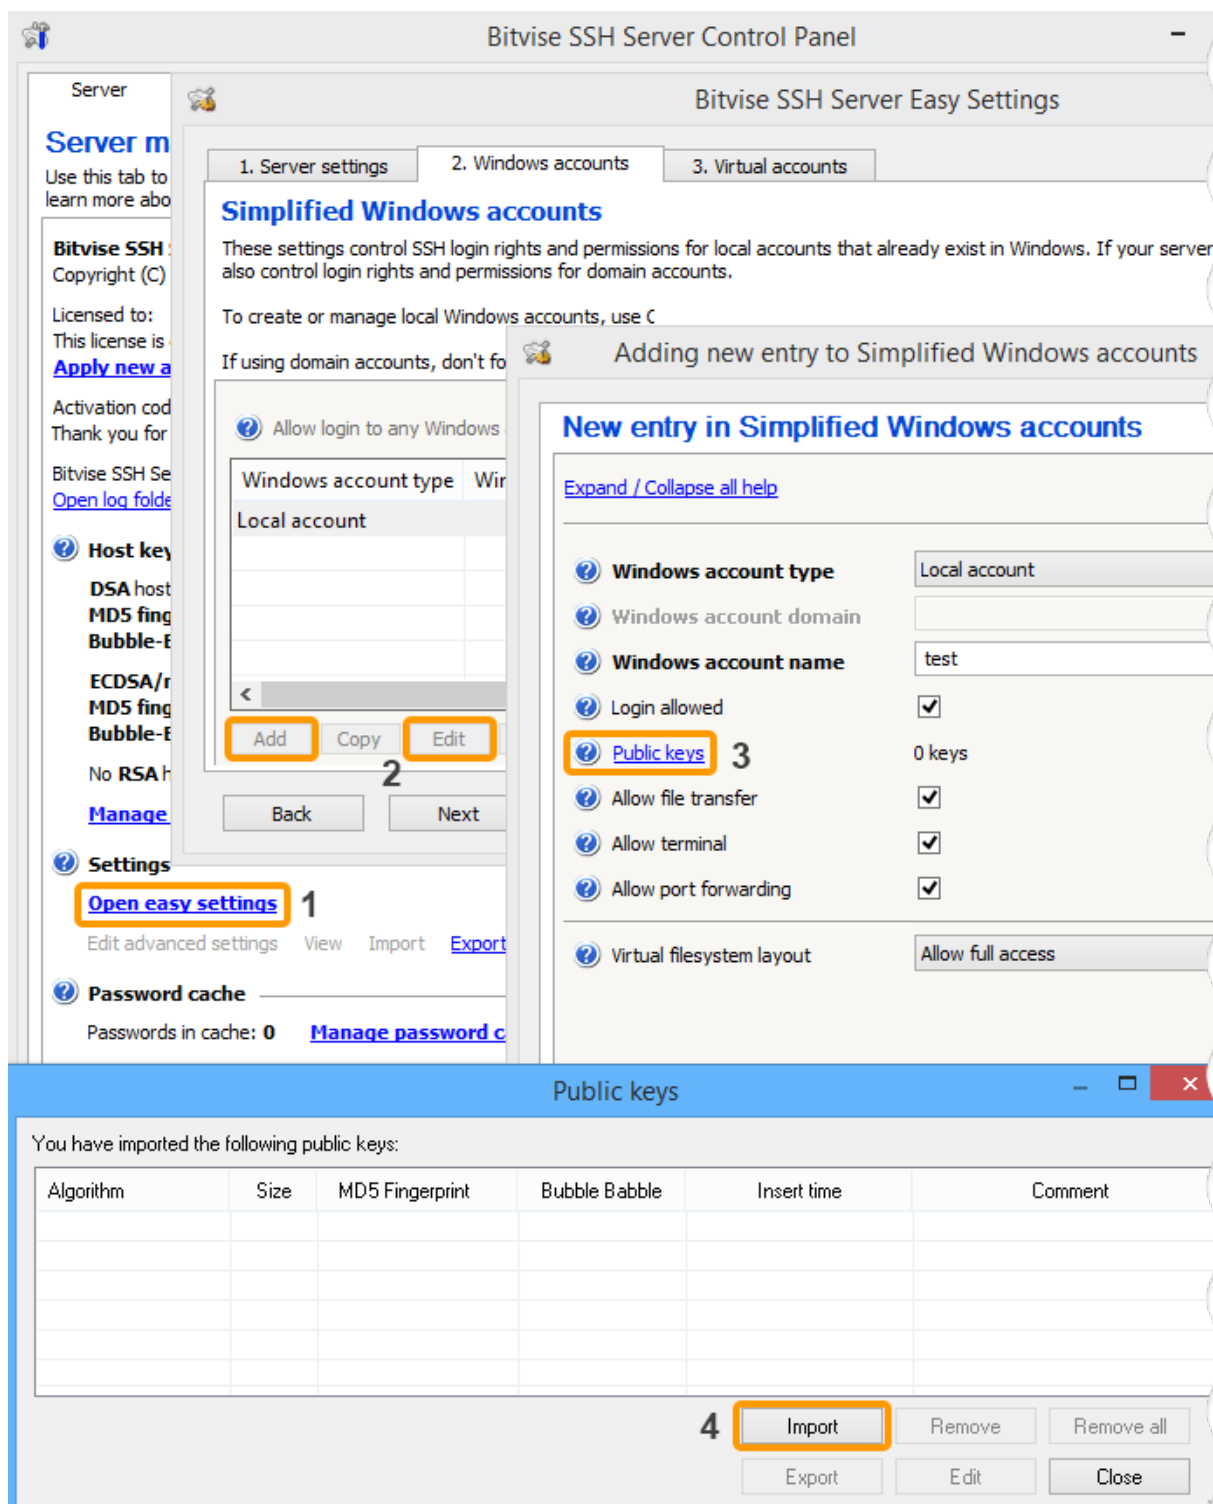 Bitvise SSH Server Control Panel
Server
Server m
Use this tab to
learn more abo
Bitvise SSH
Copyright (C)
Licensed to:
This license is
Apply new a
Activation cod
Thank you for
Bitvise SSH Se
Open log folde
Host key
DSA host
MD5 fing
Bubble-B
ECDSA/n
MD5 fing
Bubble-B
No RSA h
Manage
Settings
Open easy settings 1
Edit advanced settings View Import Export
Password cache
Passwords in cache: 0 Manage password c
Bitvise SSH Server Easy Settings
1. Server settings 2. Windows accounts 3. Virtual accounts
Simplified Windows accounts
These settings control SSH login rights and permissions for local accounts that already exist in Windows. If your server
also control login rights and permissions for domain accounts.
To create or manage local Windows accounts, use
If using domain accounts, don't fo
Allow login to any Windows
Windows account type Wir
Local account
<
Add Copy Edit
2
Back Next
Adding new entry to Simplified Windows accounts
New entry in Simplified Windows accounts
Expand / Collapse all help
Windows account type Local account
Windows account domain
Windows account name test
Login allowed
Public keys 3 0 keys
Allow file transfer
Allow terminal
Allow port forwarding
Virtual filesystem layout Allow full access
Public keys
You have imported the following public keys:
Algorithm Size MD5 Fingerprint Bubble Babble Insert time Comment
4 Import Remove Remove all
Export Edit Close